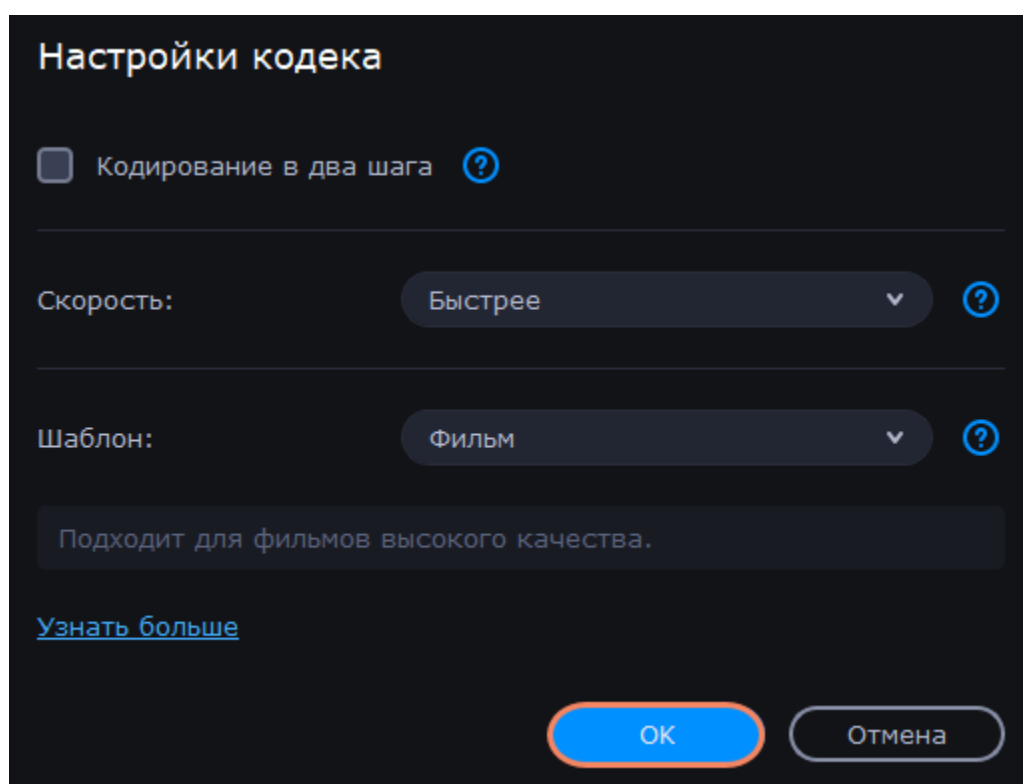 Настройки кодека
Кодирование в два шага ?
Скорость: Быстрее ?
Шаблон: Фильм ?
Подходит для фильмов высокого качества.
Узнать больше
OK Отмена